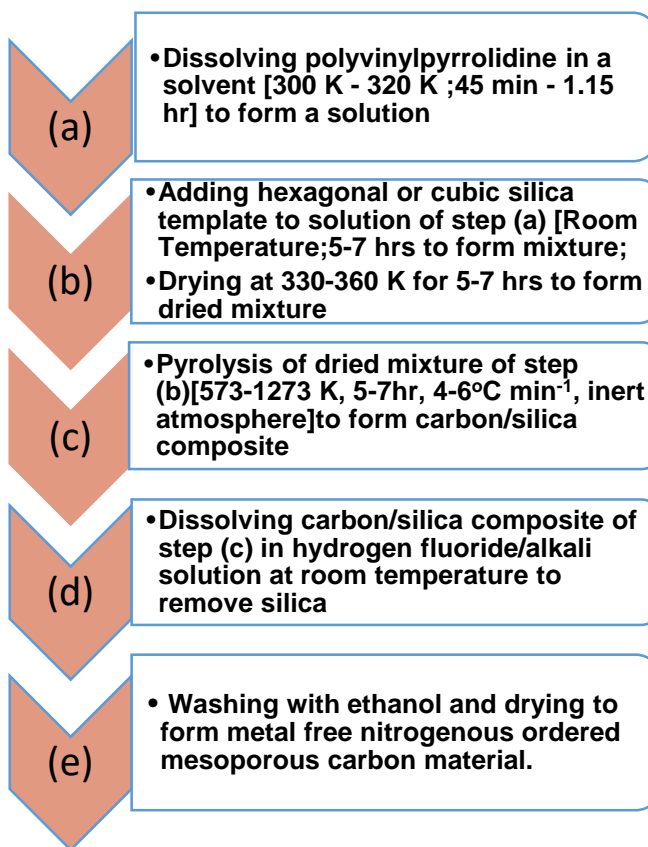 (a)
•Dissolving polyvinylpyrrolidine in a
solvent [300 K - 320 K ;45 min - 1.15
hr] to form a solution
(b)
•Adding hexagonal or cubic silica
template to solution of step (a) [Room
Temperature;5-7 hrs to form mixture;
•Drying at 330-360 K for 5-7 hrs to form
dried mixture
(c)
•Pyrolysis of dried mixture of step
(b)[573-1273 K, 5-7hr, 4-6ºC min⁻¹, inert
atmosphere]to form carbon/silica
composite
(d)
•Dissolving carbon/silica composite of
step (c) in hydrogen fluoride/alkali
solution at room temperature to
remove silica
(e)
• Washing with ethanol and drying to
form metal free nitrogenous ordered
mesoporous carbon material.